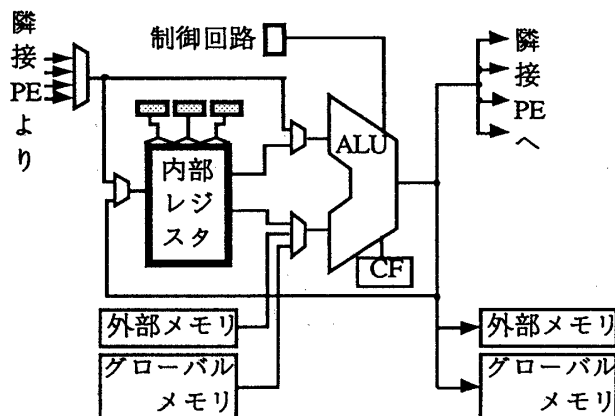 隣
接
PE
よ
り
制御回路
隣
接
PE
へ
ALU
内部
レジ
スタ
CF
外部メモリ
グローバル
メモリ
外部メモリ
グローバル
メモリ